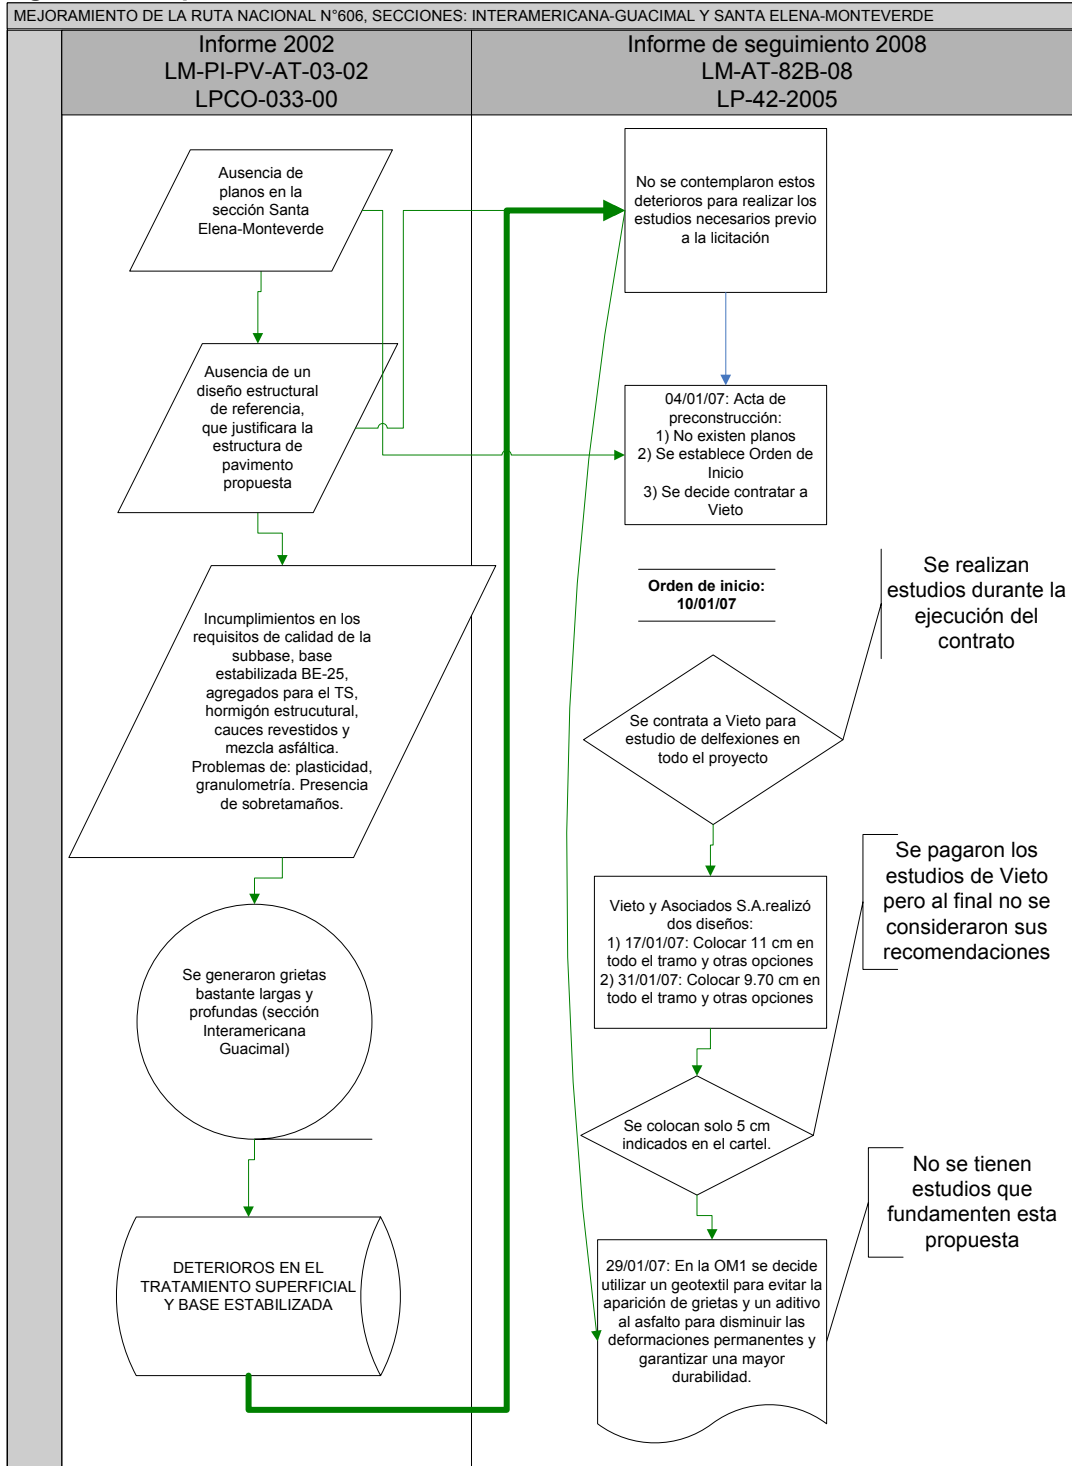 MEJORAMIENTO DE LA RUTA NACIONAL N°606, SECCIONES: INTERAMERICANA-GUACIMAL Y SANTA ELENA-MONTEVERDE
Informe 2002
LM-PI-PV-AT-03-02
LPCO-033-00
Informe de seguimiento 2008
LM-AT-82B-08
LP-42-2005
Ausencia de
planos en la
sección Santa
Elena-Monteverde
Ausencia de un
diseño estructural
de referencia,
que justificara la
estructura de
pavimento
propuesta
Incumplimientos en los
requisitos de calidad de la
subbase, base
estabilizada BE-25,
agregados para el TS,
hormigón estrucutural,
cauces revestidos y
mezcla asfáltica.
Problemas de: plasticidad,
granulometría. Presencia
de sobretamaños.
Se generaron grietas
bastante largas y
profundas (sección
Interamericana
Guacimal)
DETERIOROS EN EL
TRATAMIENTO SUPERFICIAL
Y BASE ESTABILIZADA
No se contemplaron estos
deterioros para realizar los
estudios necesarios previo
a la licitación
04/01/07: Acta de
preconstrucción:
1) No existen planos
2) Se establece Orden de
Inicio
3) Se decide contratar a
Vieto
Orden de inicio:
10/01/07
Se realizan
estudios durante la
ejecución del
contrato
Se contrata a Vieto para
estudio de delfexiones en
todo el proyecto
Vieto y Asociados S.A.realizó
dos diseños:
1) 17/01/07: Colocar 11 cm en
todo el tramo y otras opciones
2) 31/01/07: Colocar 9.70 cm en
todo el tramo y otras opciones
Se pagaron los
estudios de Vieto
pero al final no se
consideraron sus
recomendaciones
Se colocan solo 5 cm
indicados en el cartel.
No se tienen
estudios que
fundamenten esta
propuesta
29/01/07: En la OM1 se decide
utilizar un geotextil para evitar la
aparición de grietas y un aditivo
al asfalto para disminuir las
deformaciones permanentes y
garantizar una mayor
durabilidad.